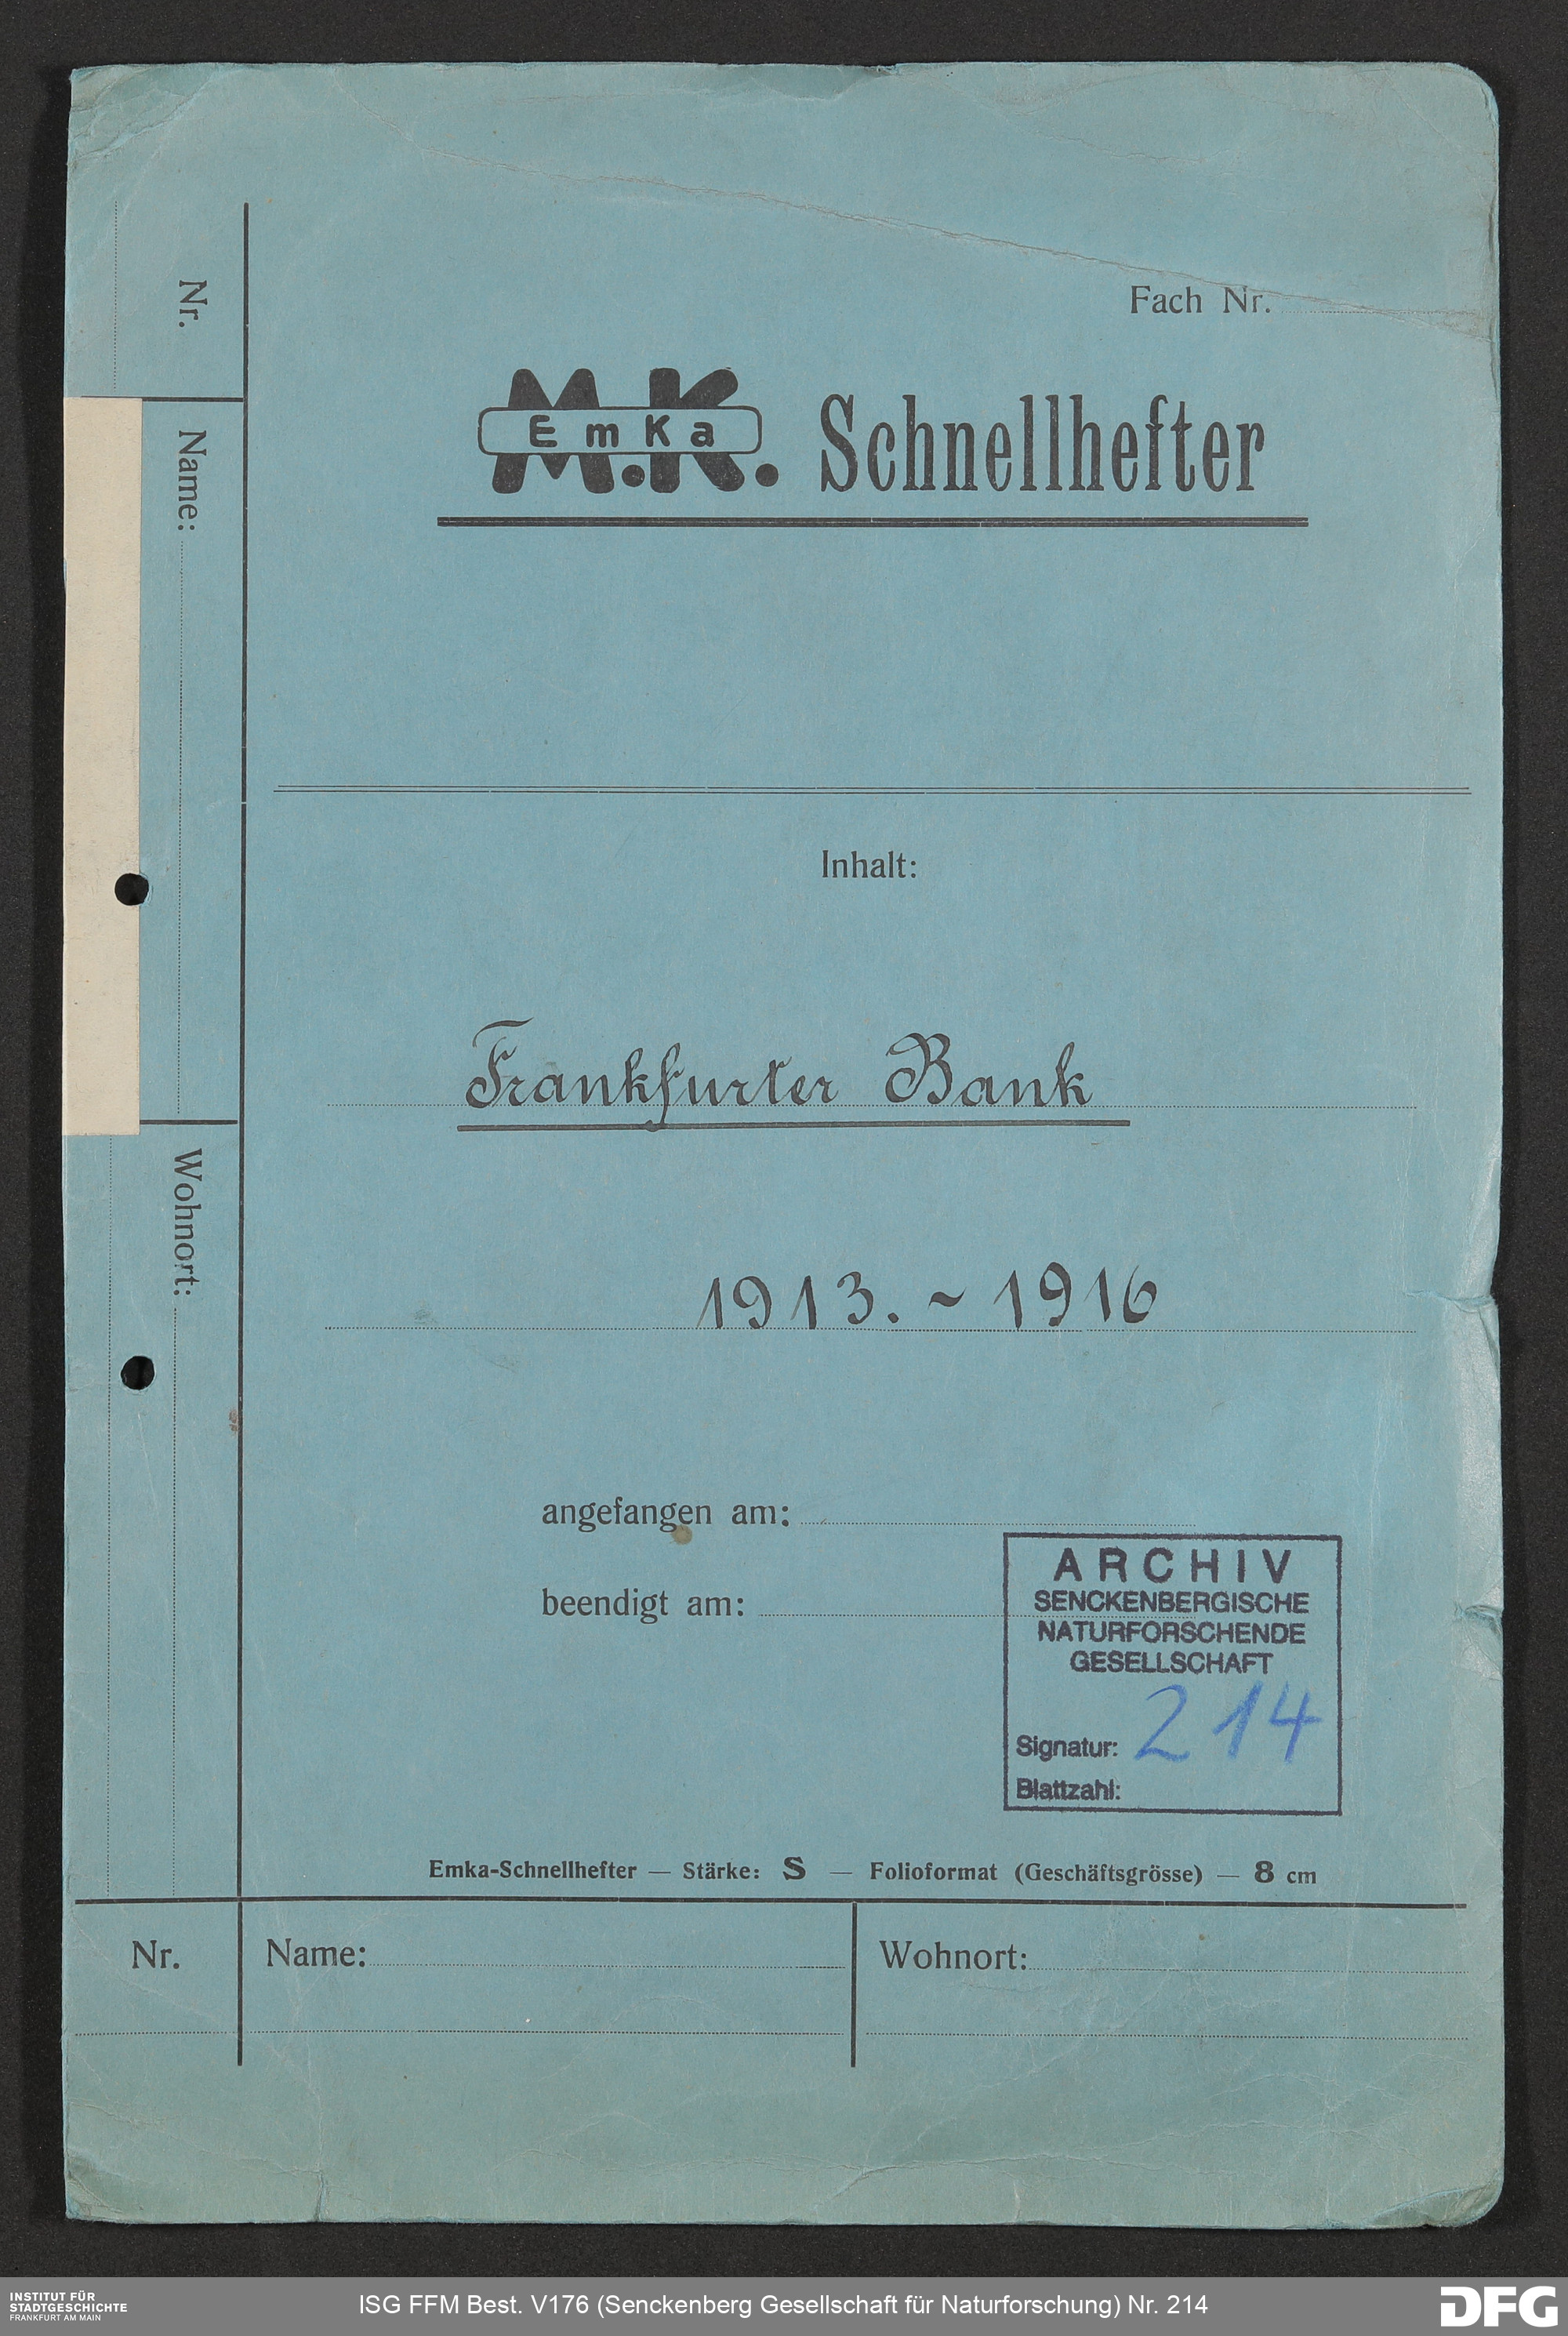 Fach Nr.
M.K.
EmKa
Schnellhefter
Inhalt:
Frankfurter Bank
1913. ~ 1916
angefangen am:
beendigt am:
ARCHIV
SENCKENBERGISCHE
NATURFORSCHENDE
GESELLSCHAFT
Signatur: 214
Blattzahl:
Emka-Schnellhefter — Stärke: S — Folioformat (Geschäftsgrösse) — 8 cm
Nr.
Name:
Wohnort:
Nr.
Name:
Wohnort:
INSTITUT FÜR
STADTGESCHICHTE
FRANKFURT AM MAIN
ISG FFM Best. V176 (Senckenberg Gesellschaft für Naturforschung) Nr. 214
DFG